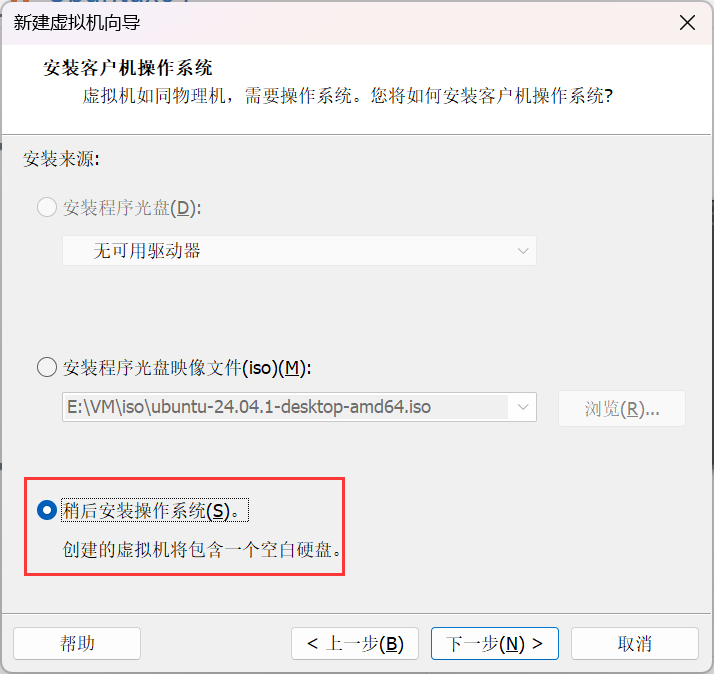 新建虚拟机向导
安装客户机操作系统
虚拟机如同物理机，需要操作系统。您将如何安装客户机操作系统?
安装来源:
安装程序光盘(D):
无可用驱动器
安装程序光盘映像文件(iso)(M):
E:\VM\iso\ubuntu-24.04.1-desktop-amd64.iso
浏览(R)...
稍后安装操作系统(S)。
创建的虚拟机将包含一个空白硬盘。
帮助
< 上一步(B)
下一步(N) >
取消